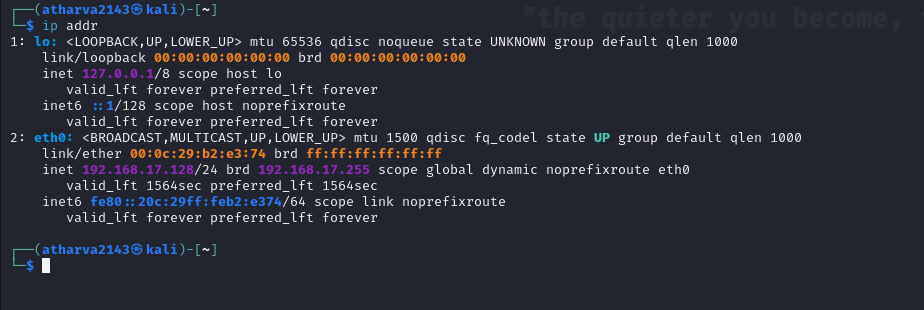 "the quieter you become,
┌──(atharva2143㉿kali)-[~]
└─$ ip addr
1: lo: <LOOPBACK,UP,LOWER_UP> mtu 65536 qdisc noqueue state UNKNOWN group default qlen 1000
    link/loopback 00:00:00:00:00:00 brd 00:00:00:00:00:00
    inet 127.0.0.1/8 scope host lo
       valid_lft forever preferred_lft forever
    inet6 ::1/128 scope host noprefixroute
       valid_lft forever preferred_lft forever
2: eth0: <BROADCAST,MULTICAST,UP,LOWER_UP> mtu 1500 qdisc fq_codel state UP group default qlen 1000
    link/ether 00:0c:29:b2:e3:74 brd ff:ff:ff:ff:ff:ff
    inet 192.168.17.128/24 brd 192.168.17.255 scope global dynamic noprefixroute eth0
       valid_lft 1564sec preferred_lft 1564sec
    inet6 fe80::20c:29ff:feb2:e374/64 scope link noprefixroute
       valid_lft forever preferred_lft forever
┌──(atharva2143㉿kali)-[~]
└─$